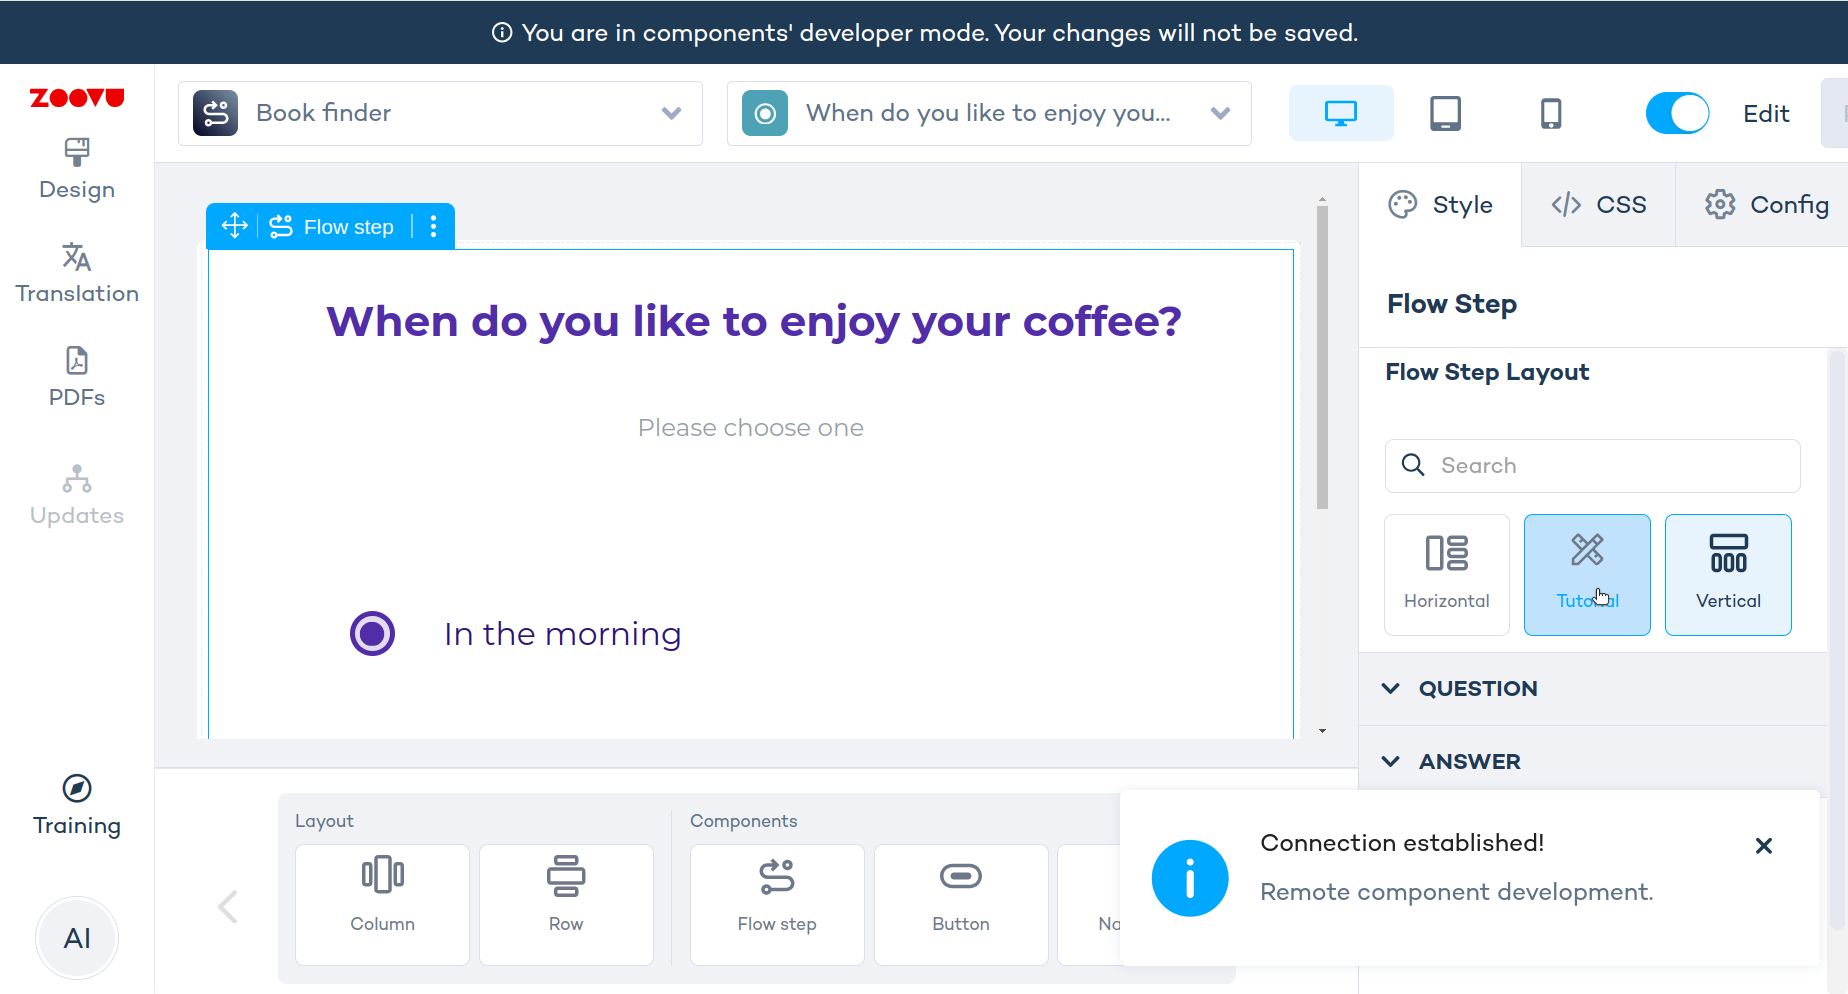 You are in components' developer mode. Your changes will not be saved.
zoovu
Book finder
When do you like to enjoy you...
Edit
Design
Translation
PDFs
Updates
Training
AI
Flow step
When do you like to enjoy your coffee?
Please choose one
In the morning
Style
CSS
Config
Flow Step
Flow Step Layout
Search
Horizontal
Tutorial
Vertical
QUESTION
ANSWER
Layout
Components
Column
Row
Flow step
Button
Na
Connection established!
Remote component development.